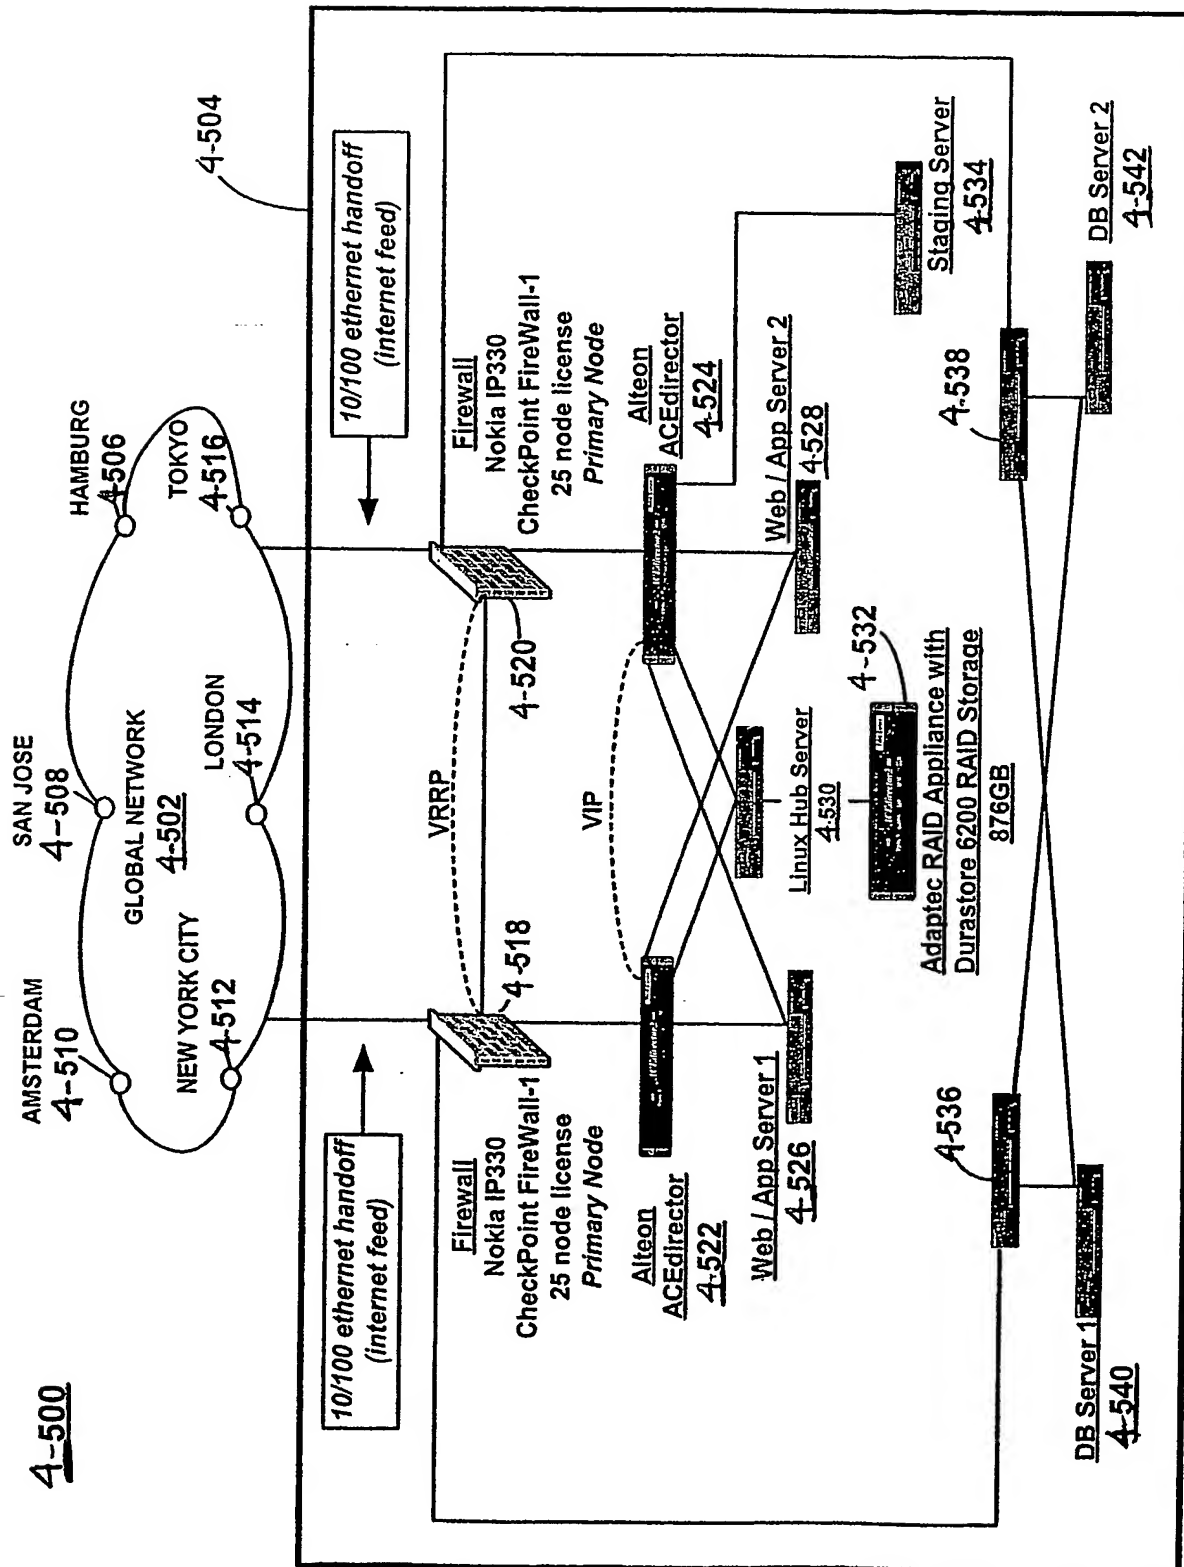 4-500
AMSTERDAM
4-510
SAN JOSE
4-508
HAMBURG
4-506
NEW YORK CITY
4-512
GLOBAL NETWORK
4-502
LONDON
4-514
TOKYO
4-516
4-504
10/100 ethernet handoff
(internet feed)
10/100 ethernet handoff
(internet feed)
VRRP
4-518
4-520
Firewall
Nokia IP330
CheckPoint FireWall-1
25 node license
Primary Node
Firewall
Nokia IP330
CheckPoint FireWall-1
25 node license
Primary Node
VIP
Alteon
ACEdirector
4-522
Alteon
ACEdirector
4-524
Web / App Server 1
4-526
Web / App Server 2
4-528
Linux Hub Server
4-530
4-532
Adaptec RAID Appliance with
Durastore 6200 RAID Storage
876GB
Staging Server
4-534
4-536
4-538
DB Server 1
4-540
DB Server 2
4-542